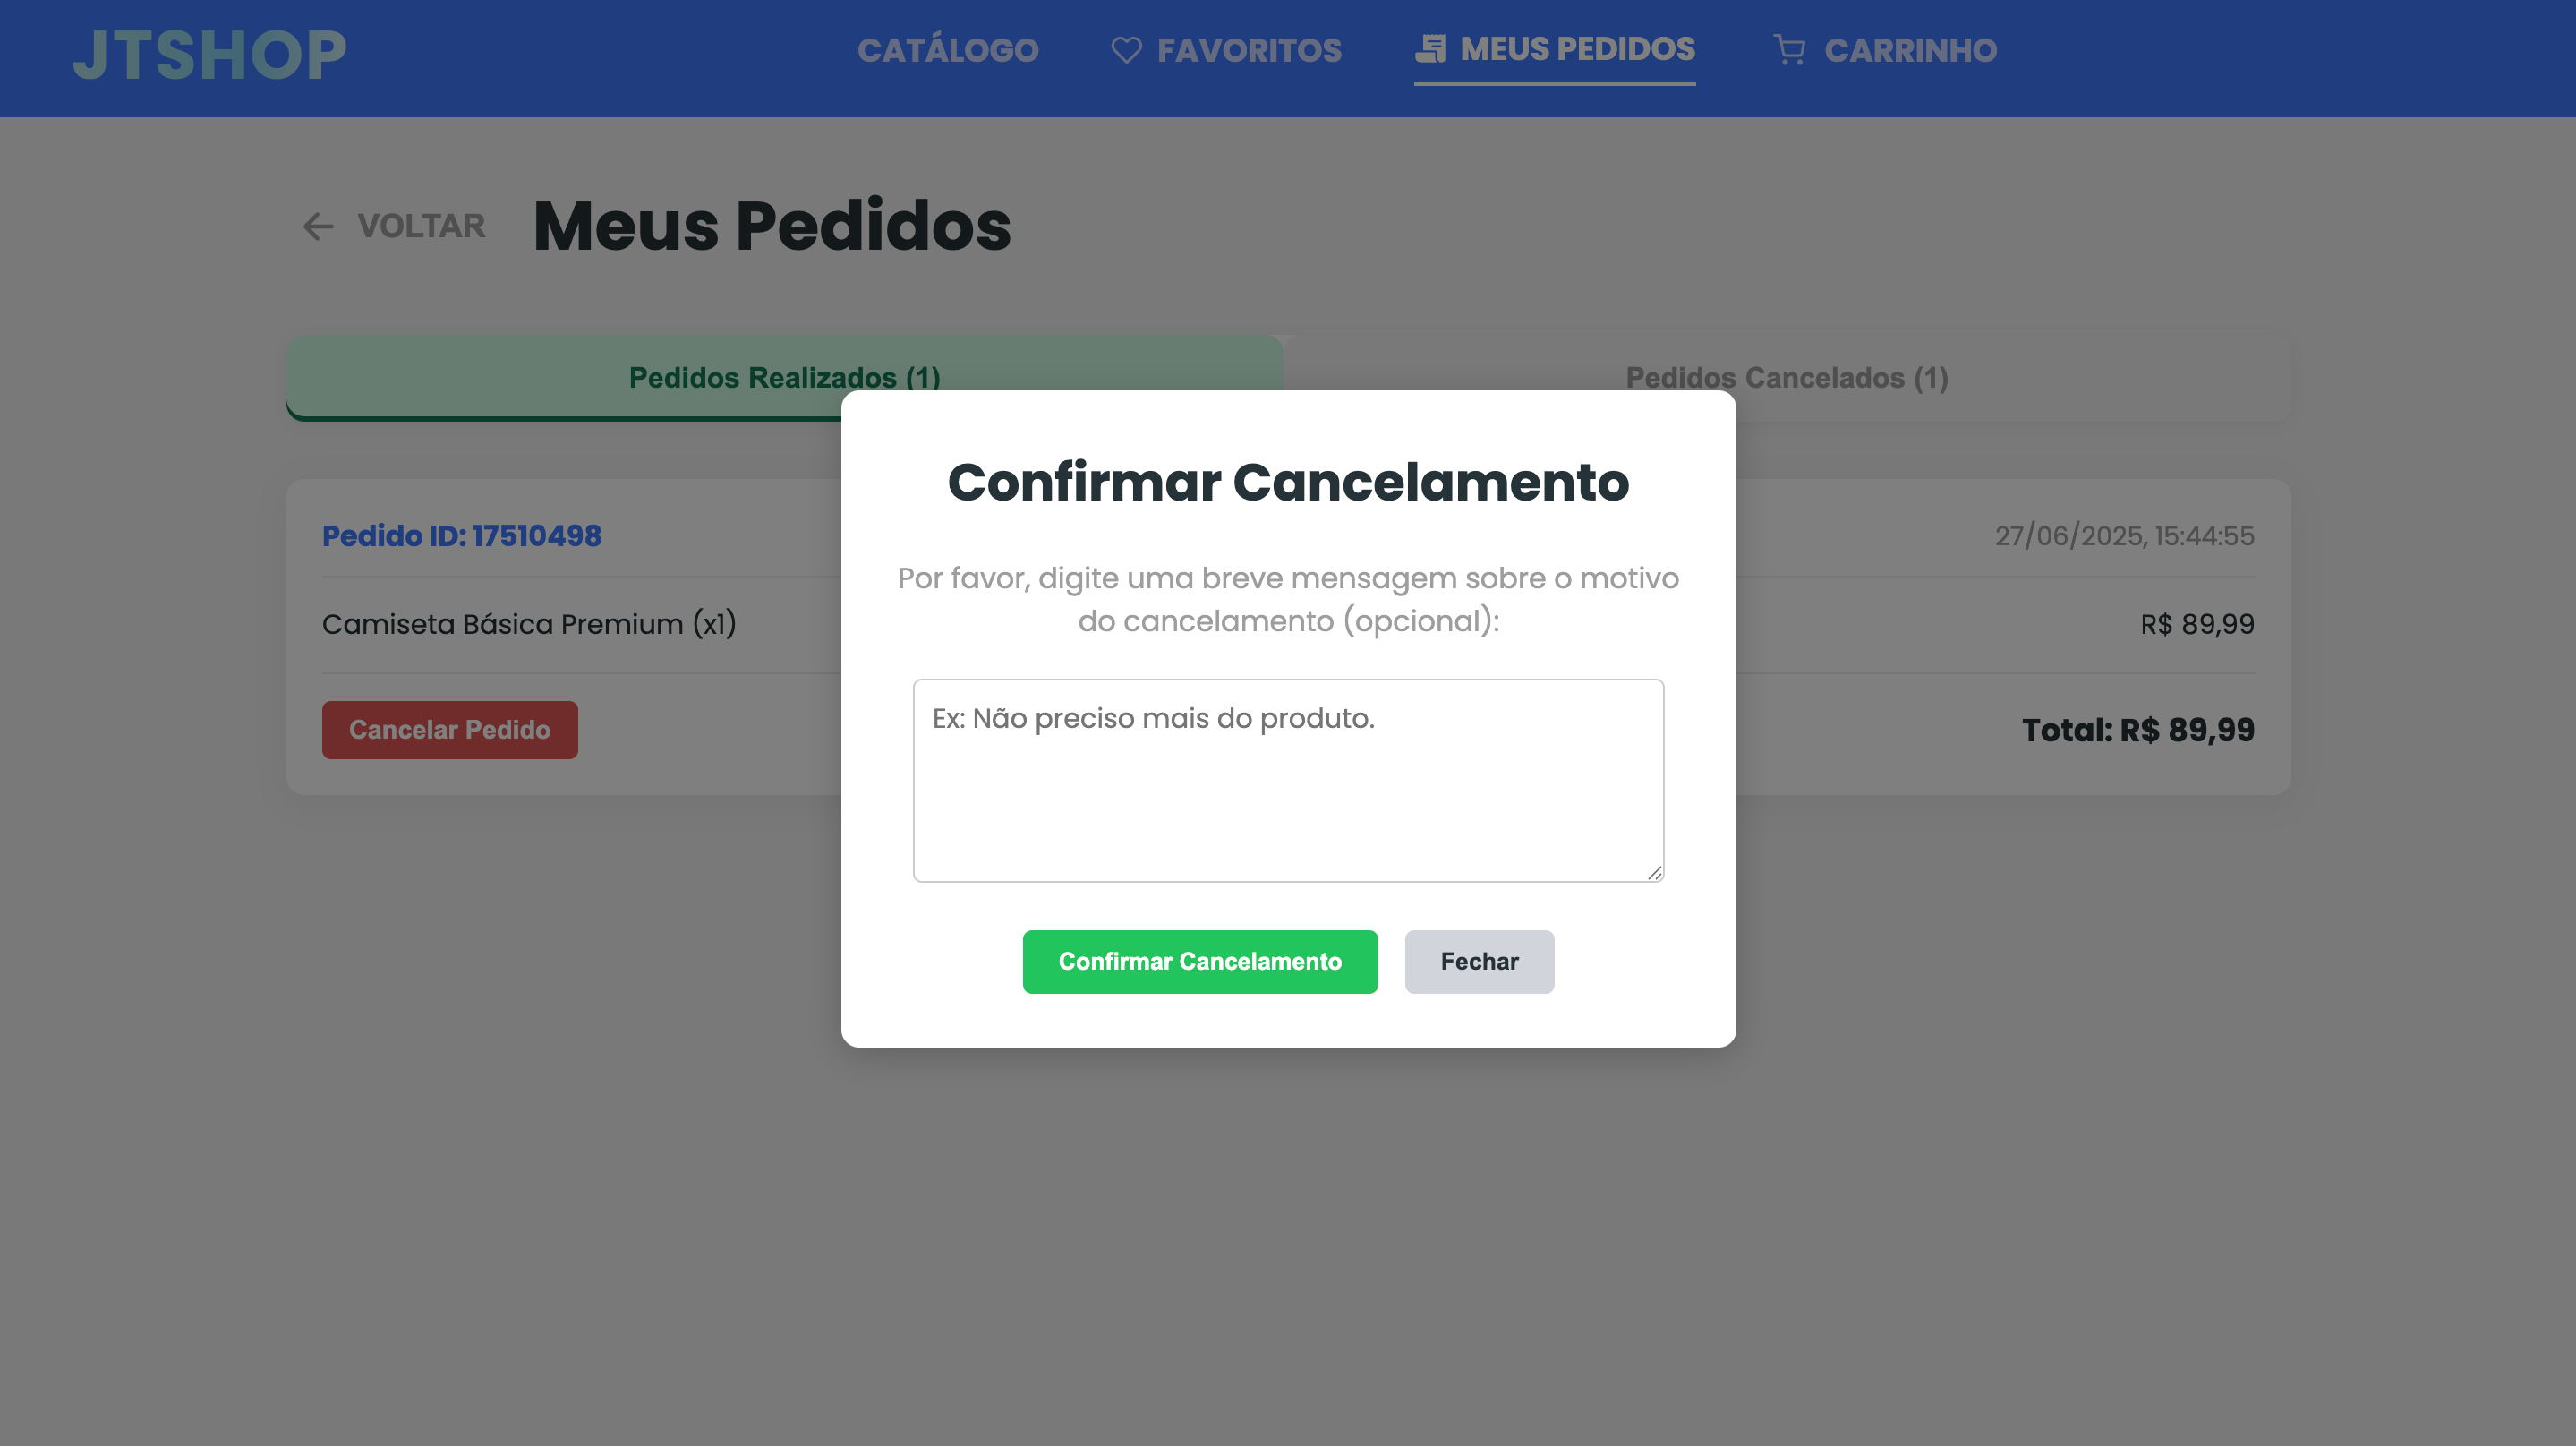 JTSHOP
CATÁLOGO
FAVORITOS
MEUS PEDIDOS
CARRINHO
VOLTAR
Meus Pedidos
Pedidos Realizados (1)
Pedidos Cancelados (1)
Confirmar Cancelamento
Por favor, digite uma breve mensagem sobre o motivo
do cancelamento (opcional):
Ex: Não preciso mais do produto.
Confirmar Cancelamento
Fechar
Pedido ID: 17510498
27/06/2025, 15:44:55
Camiseta Básica Premium (x1)
R$ 89,99
Cancelar Pedido
Total: R$ 89,99